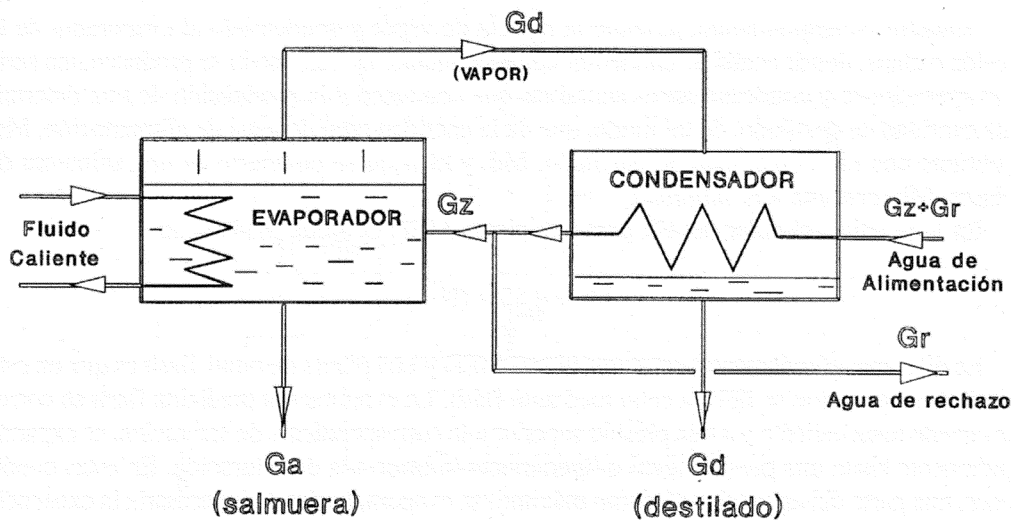 Gd
(VAPOR)
CONDENSADOR
EVAPORADOR
Gz
Gz+Gr
Fluido
Caliente
Agua de
Alimentación
Gr
Agua de rechazo
Ga
(salmuera)
Gd
(destilado)